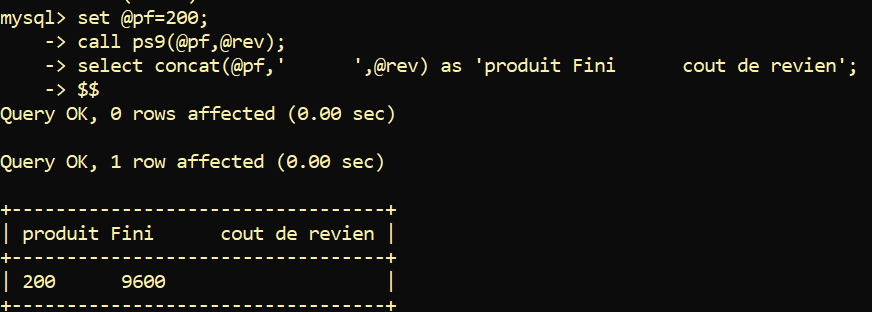 mysql> set @pf=200;
    -> call ps9(@pf,@rev);
    -> select concat(@pf,'      ',@rev) as 'produit Fini      cout de revien';
    -> $$
Query OK, 0 rows affected (0.00 sec)

Query OK, 1 row affected (0.00 sec)

+----------------------------------+
| produit Fini      cout de revien |
+----------------------------------+
| 200      9600                    |
+----------------------------------+